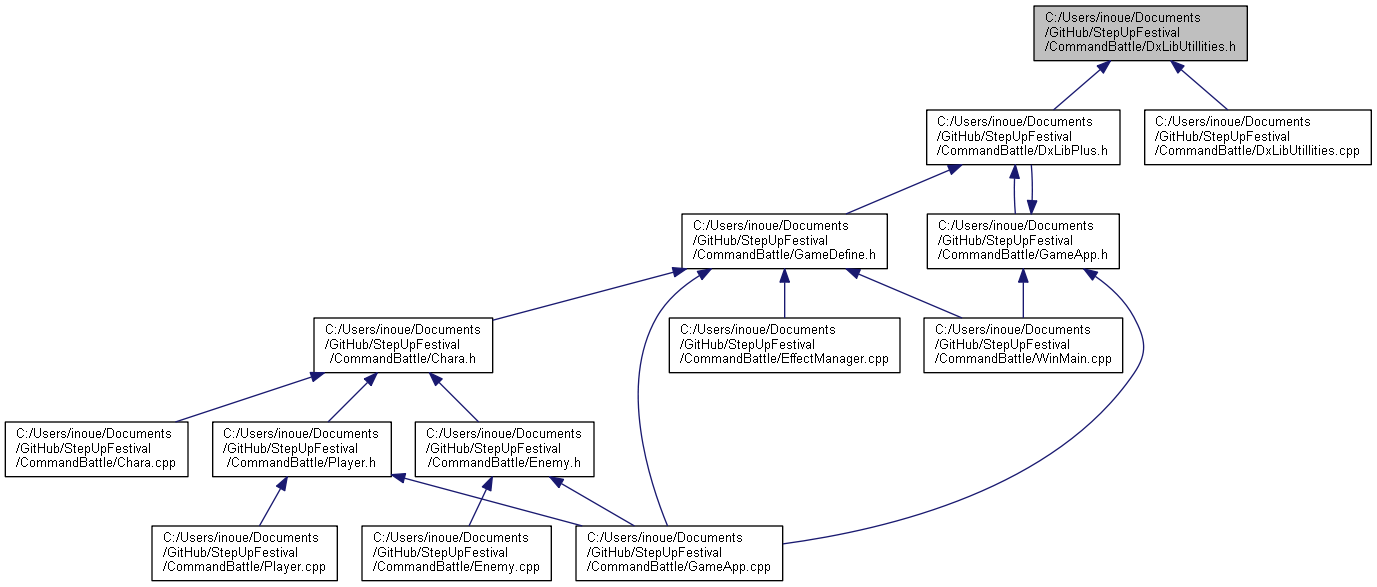 C:/Users/inoue/Documents
/GitHub/StepUpFestival
/CommandBattle/DxLibUtillities.h
C:/Users/inoue/Documents
/GitHub/StepUpFestival
/CommandBattle/DxLibPlus.h
C:/Users/inoue/Documents
/GitHub/StepUpFestival
/CommandBattle/DxLibUtillities.cpp
C:/Users/inoue/Documents
/GitHub/StepUpFestival
/CommandBattle/GameDefine.h
C:/Users/inoue/Documents
/GitHub/StepUpFestival
/CommandBattle/GameApp.h
C:/Users/inoue/Documents
/GitHub/StepUpFestival
/CommandBattle/Chara.h
C:/Users/inoue/Documents
/GitHub/StepUpFestival
/CommandBattle/EffectManager.cpp
C:/Users/inoue/Documents
/GitHub/StepUpFestival
/CommandBattle/WinMain.cpp
C:/Users/inoue/Documents
/GitHub/StepUpFestival
/CommandBattle/Chara.cpp
C:/Users/inoue/Documents
/GitHub/StepUpFestival
/CommandBattle/Player.h
C:/Users/inoue/Documents
/GitHub/StepUpFestival
/CommandBattle/Enemy.h
C:/Users/inoue/Documents
/GitHub/StepUpFestival
/CommandBattle/Player.cpp
C:/Users/inoue/Documents
/GitHub/StepUpFestival
/CommandBattle/Enemy.cpp
C:/Users/inoue/Documents
/GitHub/StepUpFestival
/CommandBattle/GameApp.cpp